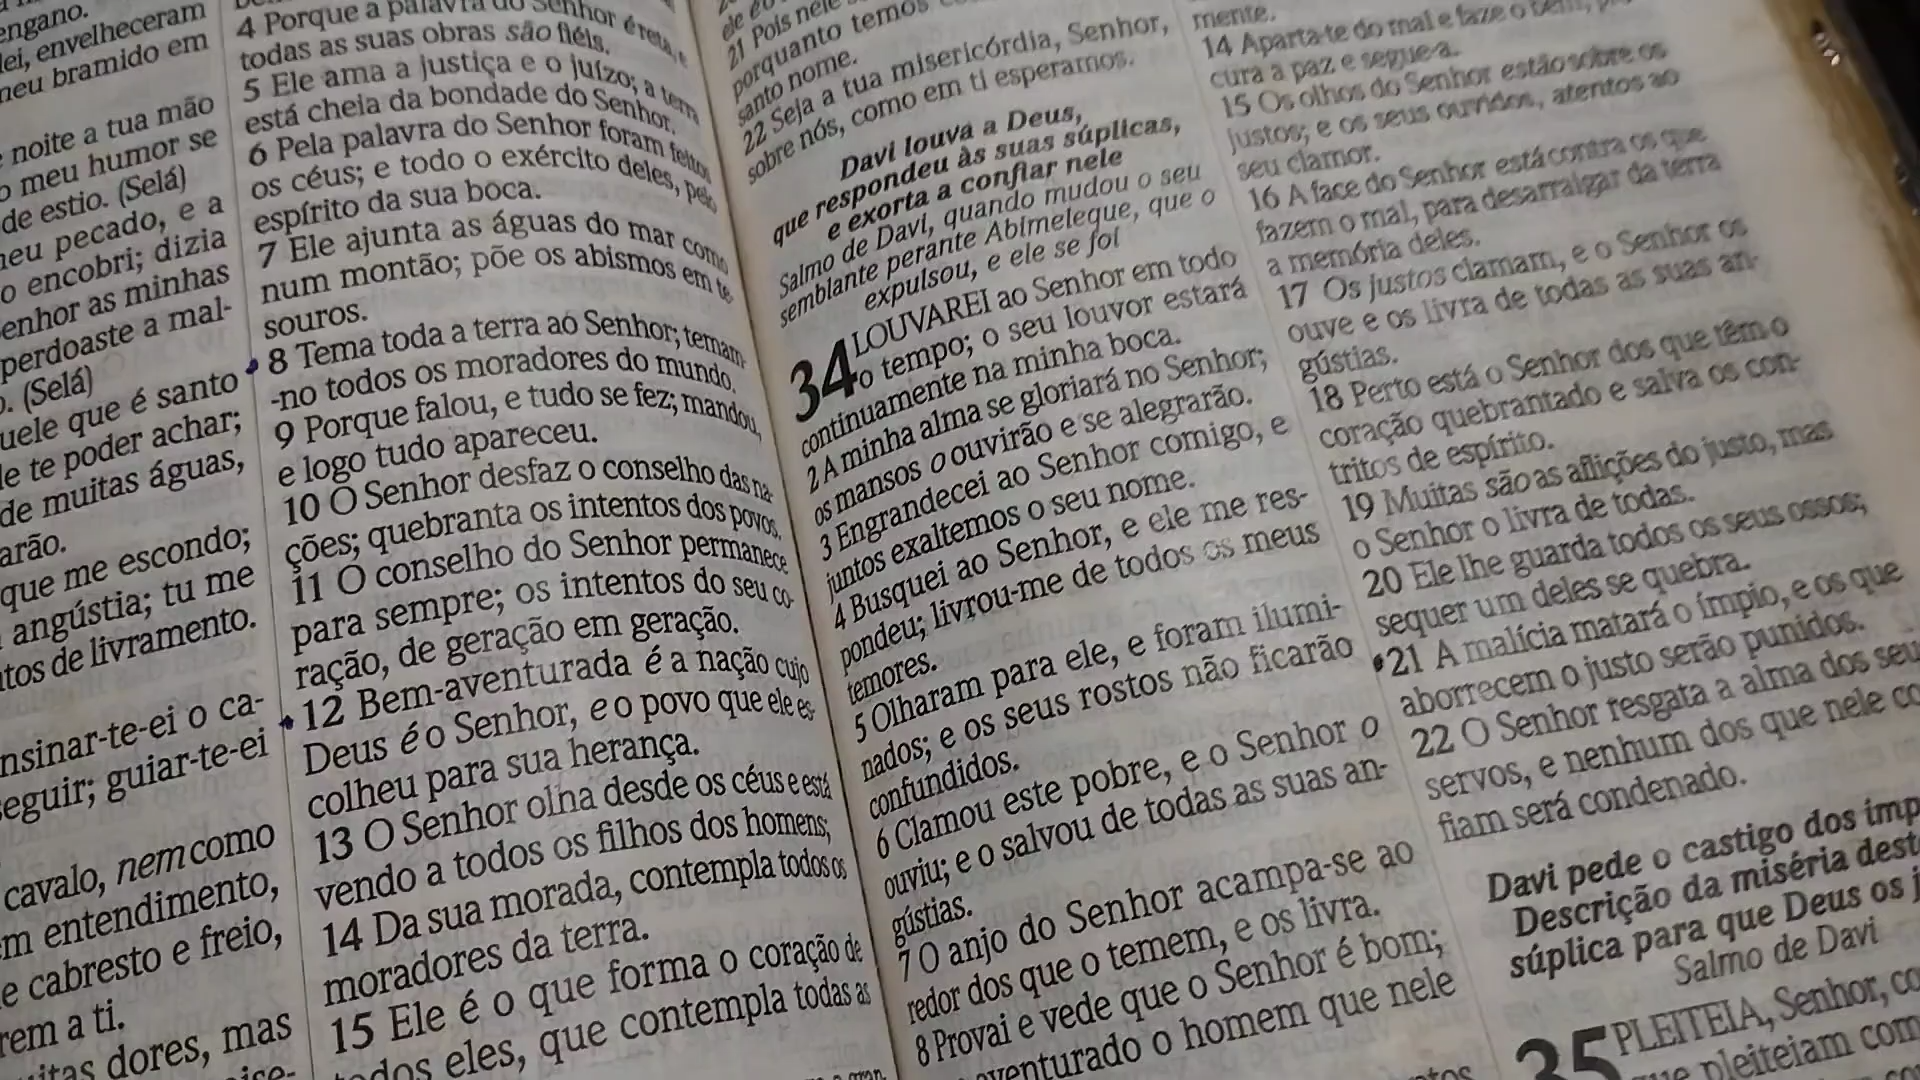 engano.
lei, envelheceram
meu bramido em
noite a tua mão
o meu humor se
de estio. (Selá)
meu pecado, e a
o encobri; dizia
enhor as minhas
perdoaste a mal-
(Selá)
uele que é santo
te poder achar;
de muitas águas,
arão.
que me escondo;
angústia; tu me
tos de livramento.
nsinar-te-ei o ca-
seguir; guiar-te-ei
cavalo, nem como
m entendimento,
e cabresto e freio,
rem a ti.
itas dores, mas
4 Porque a palavra do Senhor é reta, e
todas as suas obras são fiéis.
5 Ele ama a justiça e o juízo; a terra
está cheia da bondade do Senhor.
6 Pela palavra do Senhor foram feitos
os céus; e todo o exército deles, pelo
espírito da sua boca.
7 Ele ajunta as águas do mar como
num montão; põe os abismos em te
souros.
8 Tema toda a terra ao Senhor; temam-
-no todos os moradores do mundo.
9 Porque falou, e tudo se fez; mandou,
e logo tudo apareceu.
10 O Senhor desfaz o conselho das na-
ções; quebranta os intentos dos povos.
11 O conselho do Senhor permanece
para sempre; os intentos do seu co-
ração, de geração em geração.
12 Bem-aventurada é a nação cujo
Deus é o Senhor, e o povo que ele es-
colheu para sua herança.
13 O Senhor olha desde os céus e está
vendo a todos os filhos dos homens;
14 Da sua morada, contempla todos os
moradores da terra.
15 Ele é o que forma o coração de
todos eles, que contempla todas as
21 Pois nele
porquanto temos
santo nome.
22 Seja a tua misericórdia, Senhor,
sobre nós, como em ti esperamos.
Davi louva a Deus,
que respondeu às suas súplicas,
e exorta a confiar nele
Salmo de Davi, quando mudou o seu
semblante perante Abimeleque, que o
expulsou, e ele se foi
34 LOUVAREI ao Senhor em todo
o tempo; o seu louvor estará
continuamente na minha boca.
2 A minha alma se gloriará no Senhor;
os mansos o ouvirão e se alegrarão.
3 Engrandecei ao Senhor comigo, e
juntos exaltemos o seu nome.
4 Busquei ao Senhor, e ele me res-
pondeu; livrou-me de todos os meus
temores.
5 Olharam para ele, e foram ilumi-
nados; e os seus rostos não ficarão
confundidos.
6 Clamou este pobre, e o Senhor o
ouviu; e o salvou de todas as suas an-
gústias.
7 O anjo do Senhor acampa-se ao
redor dos que o temem, e os livra.
8 Provai e vede que o Senhor é bom;
aventurado o homem que nele
mente.
14 Aparta-te do mal e faze o bem;
cura a paz e segue-a.
15 Os olhos do Senhor estão sobre os
justos; e os seus ouvidos, atentos ao
seu clamor.
16 A face do Senhor está contra os que
fazem o mal, para desarraigar da terra
a memória deles.
17 Os justos clamam, e o Senhor os
ouve e os livra de todas as suas an-
gústias.
18 Perto está o Senhor dos que têm o
coração quebrantado e salva os con-
tritos de espírito.
19 Muitas são as aflições do justo, mas
o Senhor o livra de todas.
20 Ele lhe guarda todos os seus ossos;
sequer um deles se quebra.
21 A malícia matará o ímpio, e os que
aborrecem o justo serão punidos.
22 O Senhor resgata a alma dos seu
servos, e nenhum dos que nele co
fiam será condenado.
Davi pede o castigo dos ímp
Descrição da miséria dest
súplica para que Deus os j
Salmo de Davi
35 PLEITEIA, Senhor, co
que pleiteiam com